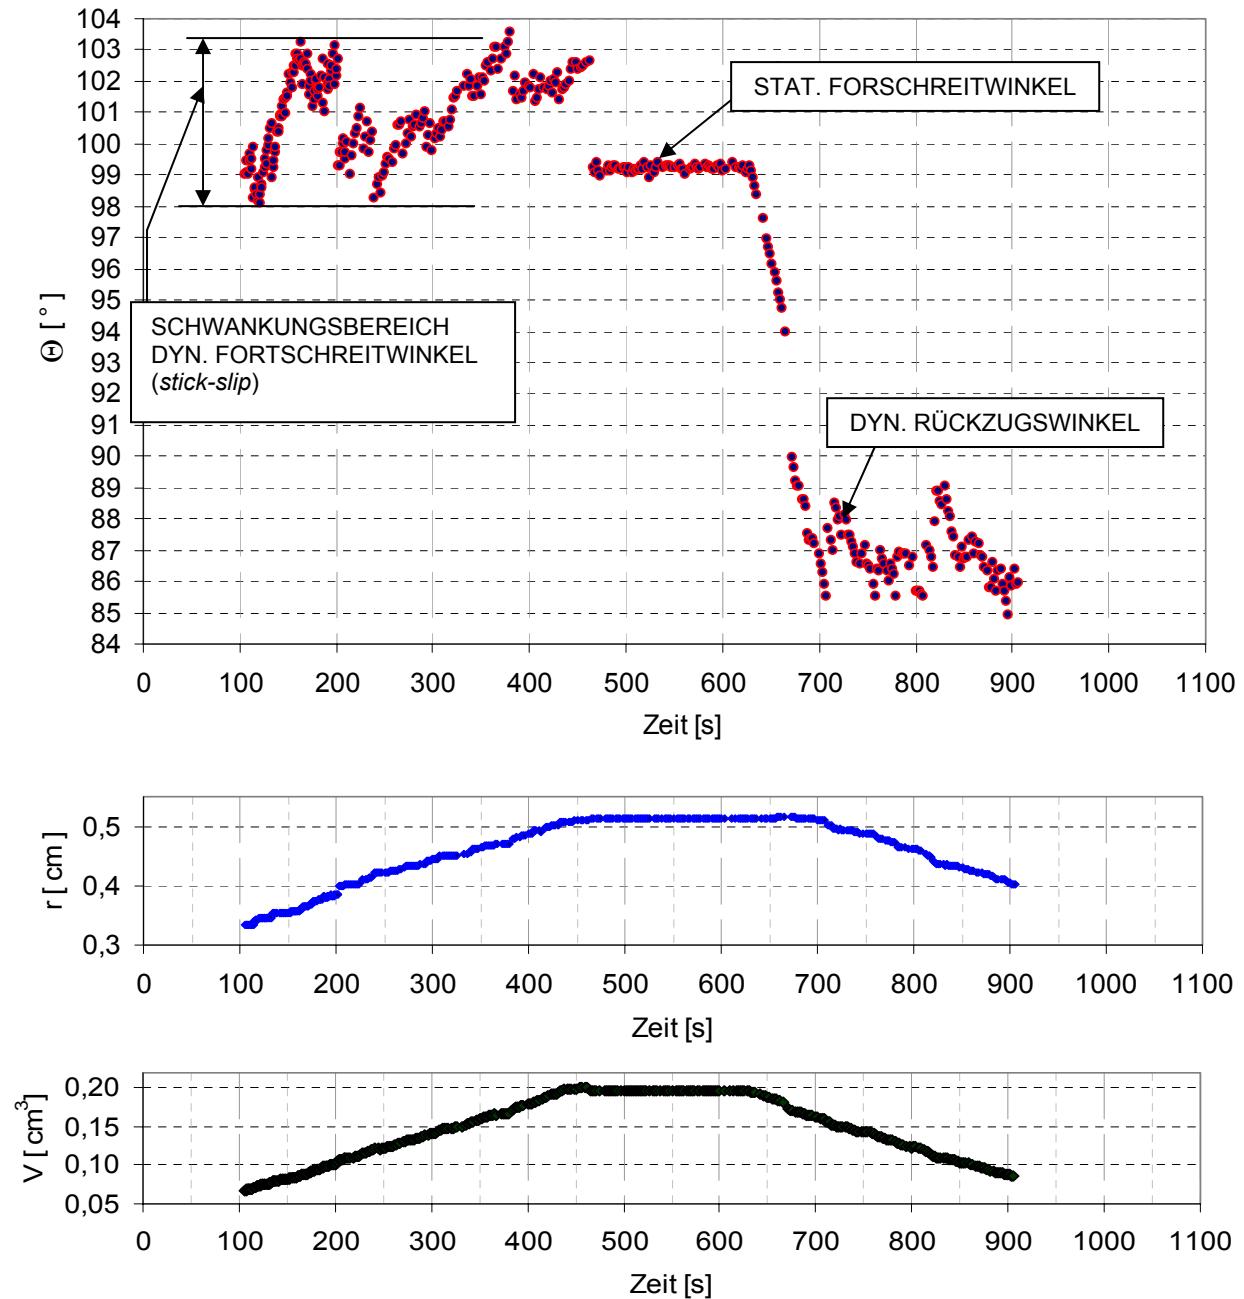 104
103
102
101
100
99
98
97
96
95
94
93
92
91
90
89
88
87
86
85
84
Θ [ ° ]
STAT. FORSCHREITWINKEL
SCHWANKUNGSBEREICH
DYN. FORTSCHREITWINKEL
(stick-slip)
DYN. RÜCKZUGSWINKEL
0 100 200 300 400 500 600 700 800 900 1000 1100
Zeit [s]
0,5
0,4
0,3
r [ cm ]
0 100 200 300 400 500 600 700 800 900 1000 1100
Zeit [s]
0,20
0,15
0,10
0,05
V [ cm³ ]
0 100 200 300 400 500 600 700 800 900 1000 1100
Zeit [s]